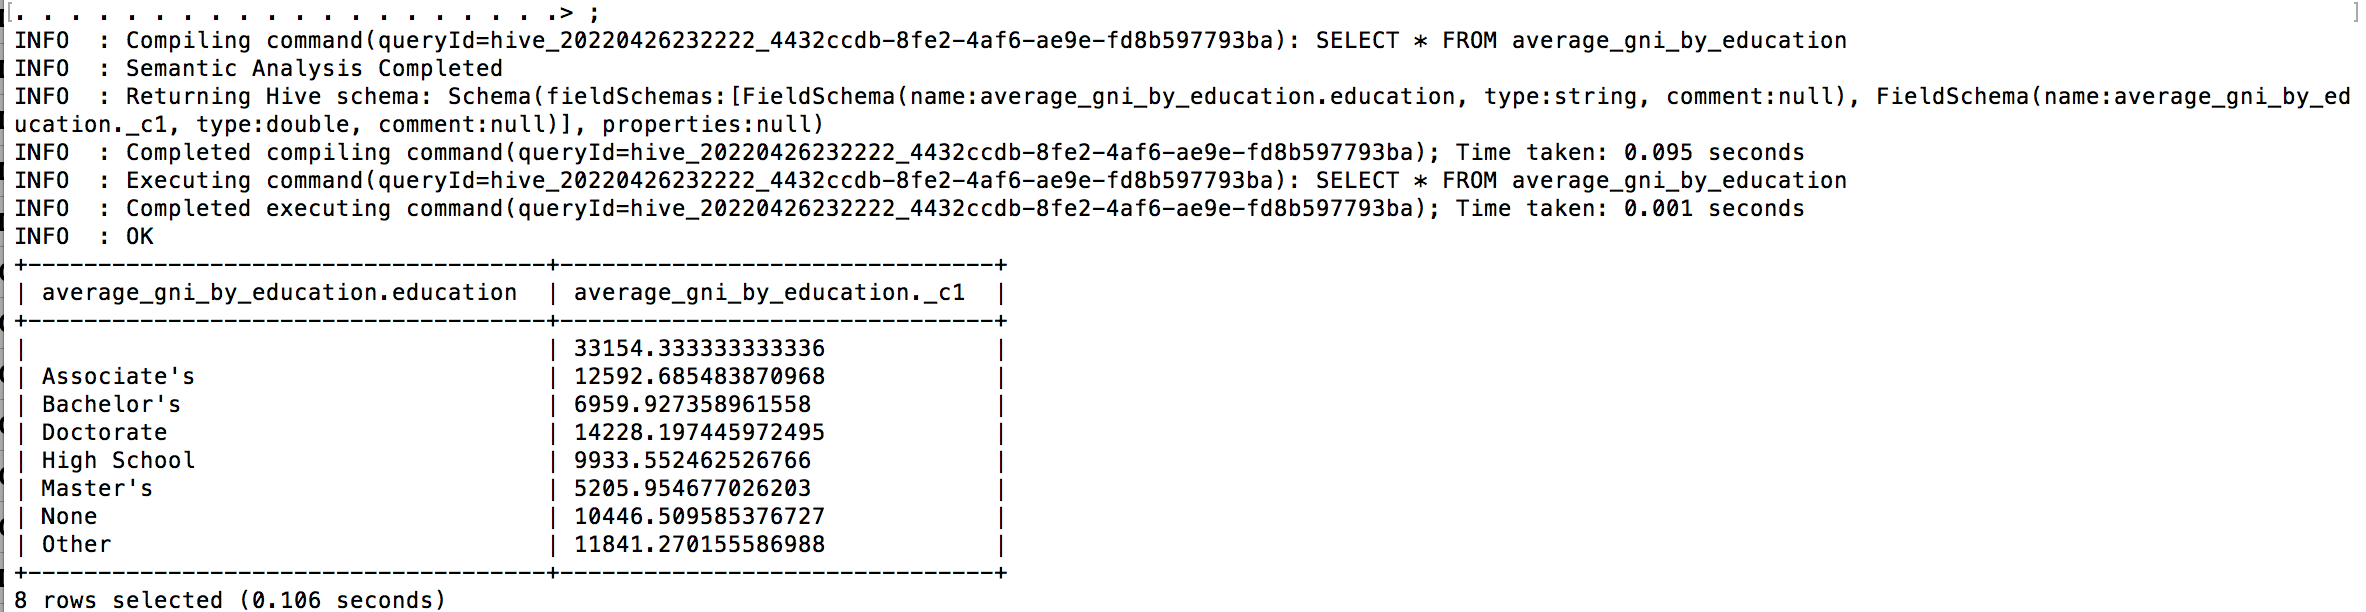 [. . . . . . . . . . . . . . . . . . . .> ; ]
INFO  : Compiling command(queryId=hive_20220426232222_4432ccdb-8fe2-4af6-ae9e-fd8b597793ba): SELECT * FROM average_gni_by_education
INFO  : Semantic Analysis Completed
INFO  : Returning Hive schema: Schema(fieldSchemas:[FieldSchema(name:average_gni_by_education.education, type:string, comment:null), FieldSchema(name:average_gni_by_ed
ucation._c1, type:double, comment:null)], properties:null)
INFO  : Completed compiling command(queryId=hive_20220426232222_4432ccdb-8fe2-4af6-ae9e-fd8b597793ba); Time taken: 0.095 seconds
INFO  : Executing command(queryId=hive_20220426232222_4432ccdb-8fe2-4af6-ae9e-fd8b597793ba): SELECT * FROM average_gni_by_education
INFO  : Completed executing command(queryId=hive_20220426232222_4432ccdb-8fe2-4af6-ae9e-fd8b597793ba); Time taken: 0.001 seconds
INFO  : OK
+-------------------------------------+-------------------------------+
| average_gni_by_education.education  | average_gni_by_education._c1  |
+-------------------------------------+-------------------------------+
|                                     | 33154.333333333336            |
| Associate's                         | 12592.685483870968            |
| Bachelor's                          | 6959.927358961558             |
| Doctorate                           | 14228.197445972495            |
| High School                         | 9933.552462526766             |
| Master's                            | 5205.954677026203             |
| None                                | 10446.509585376727            |
| Other                               | 11841.270155586988            |
+-------------------------------------+-------------------------------+
8 rows selected (0.106 seconds)